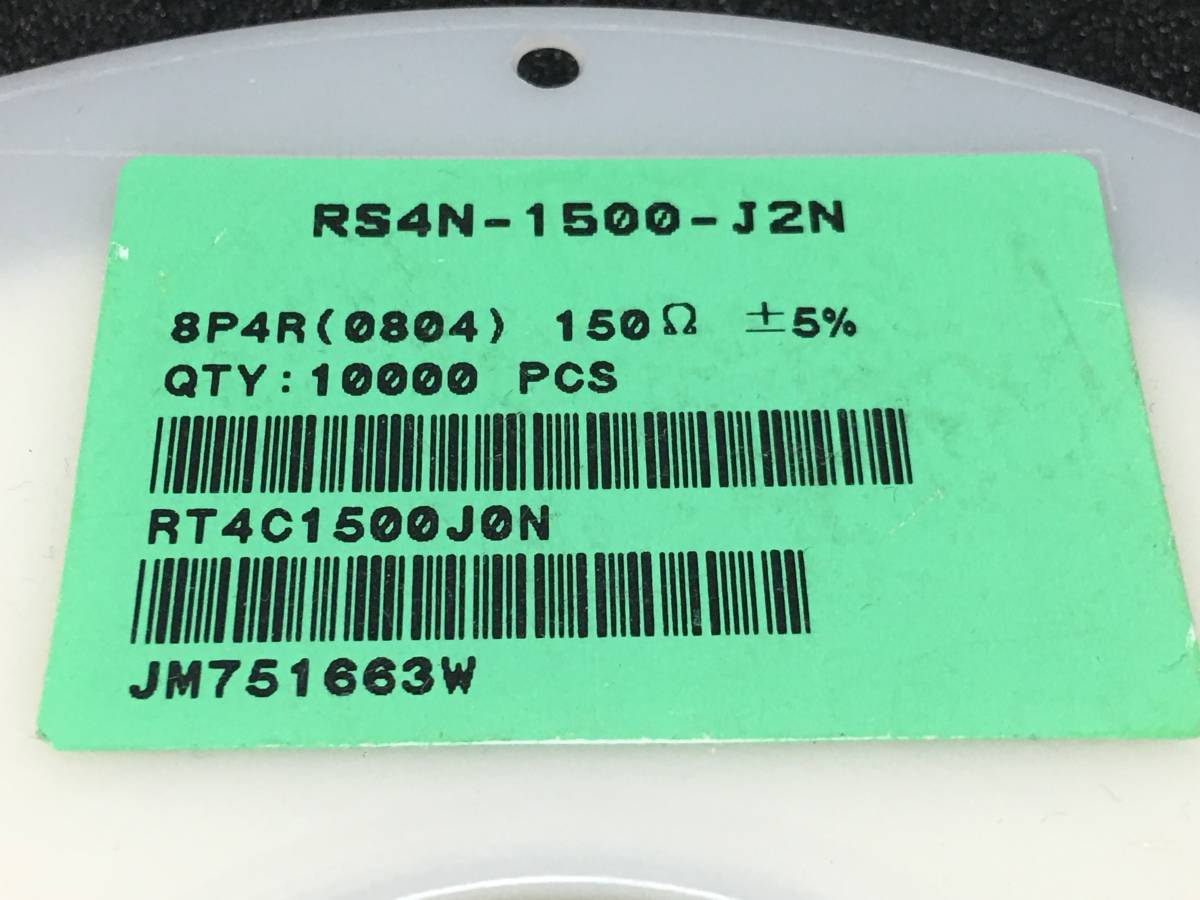 RS4N-1500-J2N
8P4R(0804) 150Ω ±5%
QTY:10000 PCS
RT4C1500J0N
JM751663W